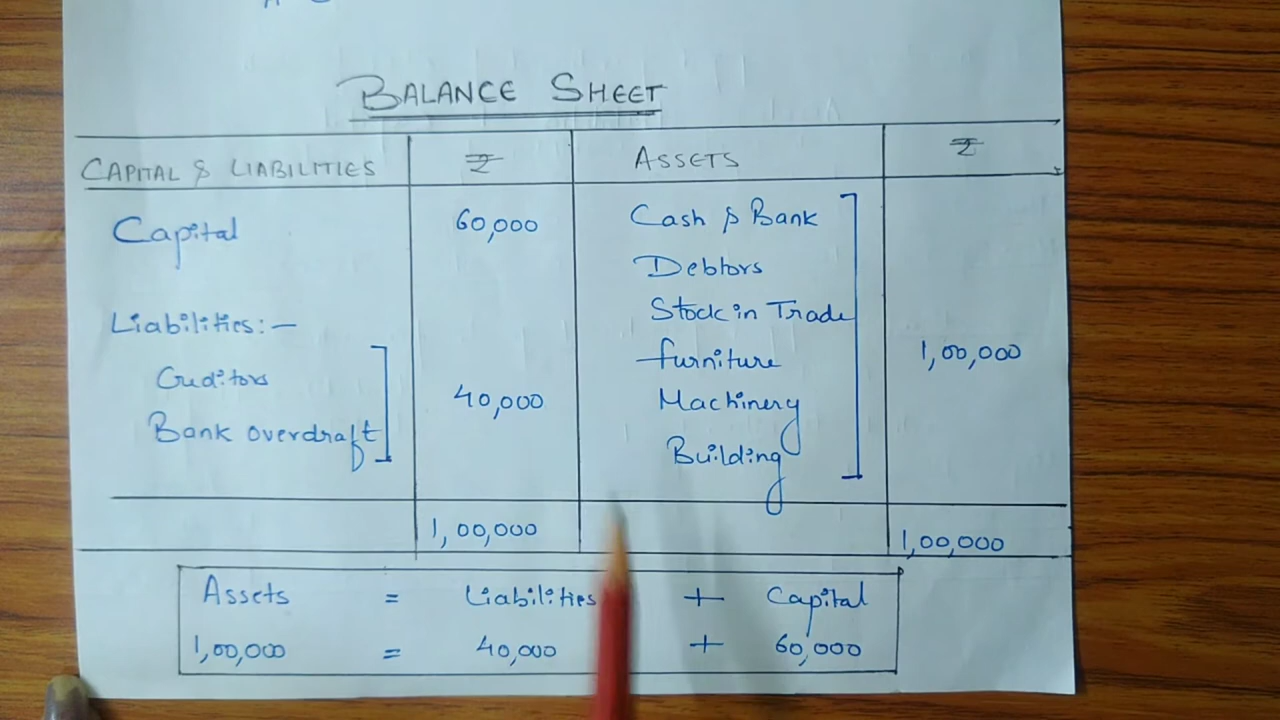 BALANCE SHEET
CAPITAL & LIABILITIES ₹ ASSETS ₹
Capital 60,000 Cash & Bank
Debtors
Liabilities:- Stock in Trade
Creditors Furniture 1,00,000
Bank overdraft 40,000 Machinery
Building
1,00,000 1,00,000
Assets = Liabilities + Capital
1,00,000 = 40,000 + 60,000